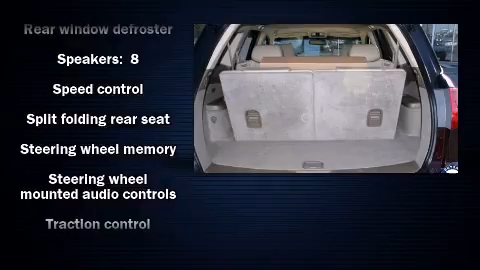 Rear window defroster
Speakers:  8
Speed control
Split folding rear seat
Steering wheel memory
Steering wheel
mounted audio controls
Traction control